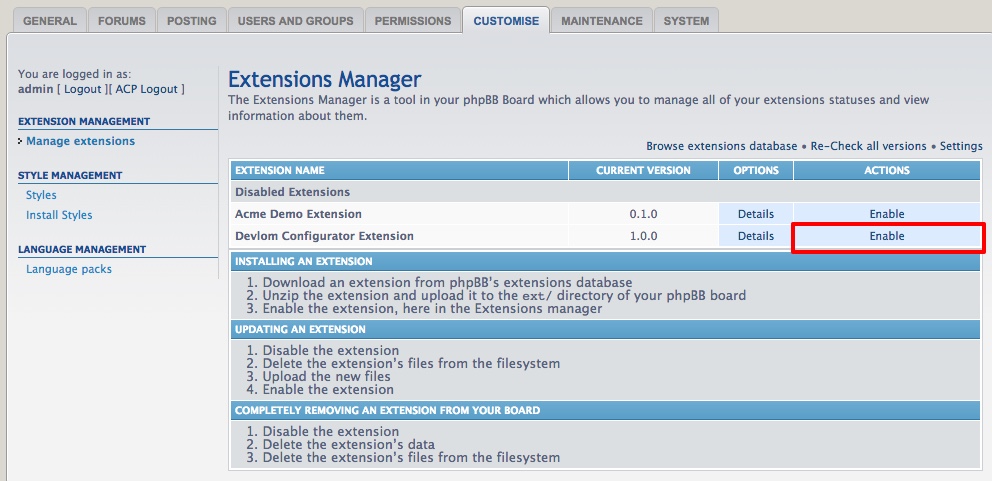 GENERAL FORUMS POSTING USERS AND GROUPS PERMISSIONS CUSTOMISE MAINTENANCE SYSTEM
You are logged in as:
admin [ Logout ][ ACP Logout ]
EXTENSION MANAGEMENT
Manage extensions
STYLE MANAGEMENT
Styles
Install Styles
LANGUAGE MANAGEMENT
Language packs
Extensions Manager
The Extensions Manager is a tool in your phpBB Board which allows you to manage all of your extensions statuses and view
information about them.
Browse extensions database • Re-Check all versions • Settings
EXTENSION NAME CURRENT VERSION OPTIONS ACTIONS
Disabled Extensions
Acme Demo Extension 0.1.0 Details Enable
Devlom Configurator Extension 1.0.0 Details Enable
INSTALLING AN EXTENSION
1. Download an extension from phpBB's extensions database
2. Unzip the extension and upload it to the ext/ directory of your phpBB board
3. Enable the extension, here in the Extensions manager
UPDATING AN EXTENSION
1. Disable the extension
2. Delete the extension's files from the filesystem
3. Upload the new files
4. Enable the extension
COMPLETELY REMOVING AN EXTENSION FROM YOUR BOARD
1. Disable the extension
2. Delete the extension's data
3. Delete the extension's files from the filesystem